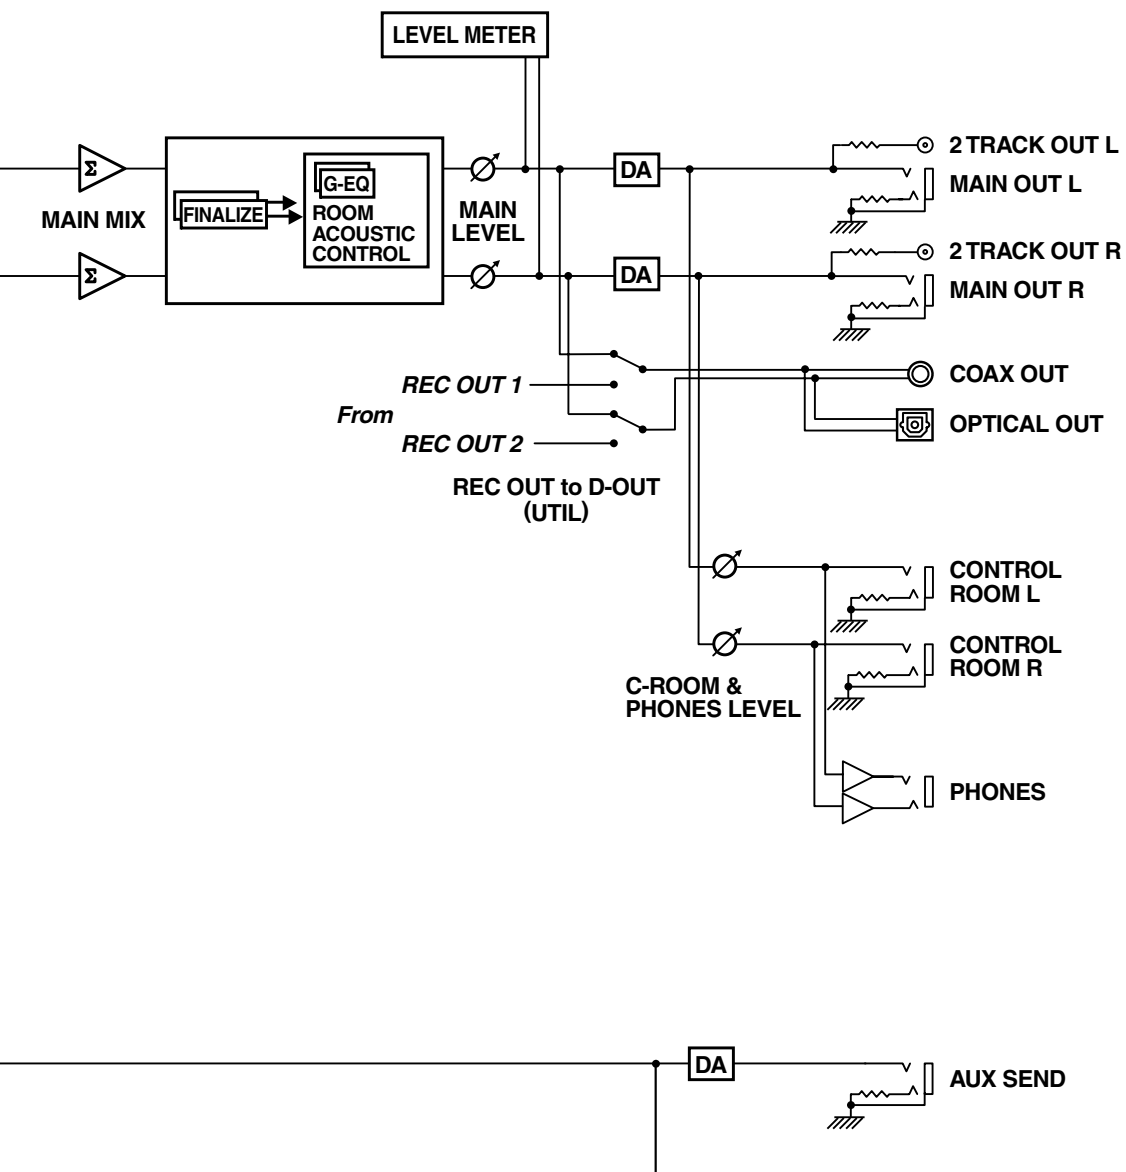 LEVEL METER
2 TRACK OUT L
Σ
DA
MAIN OUT L
G-EQ
FINALIZE
MAIN MIX
ROOM
ACOUSTIC
CONTROL
MAIN
LEVEL
2 TRACK OUT R
Σ
DA
MAIN OUT R
COAX OUT
REC OUT 1
From
OPTICAL OUT
REC OUT 2
REC OUT to D-OUT
(UTIL)
CONTROL
ROOM L
CONTROL
ROOM R
C-ROOM &
PHONES LEVEL
PHONES
DA
AUX SEND